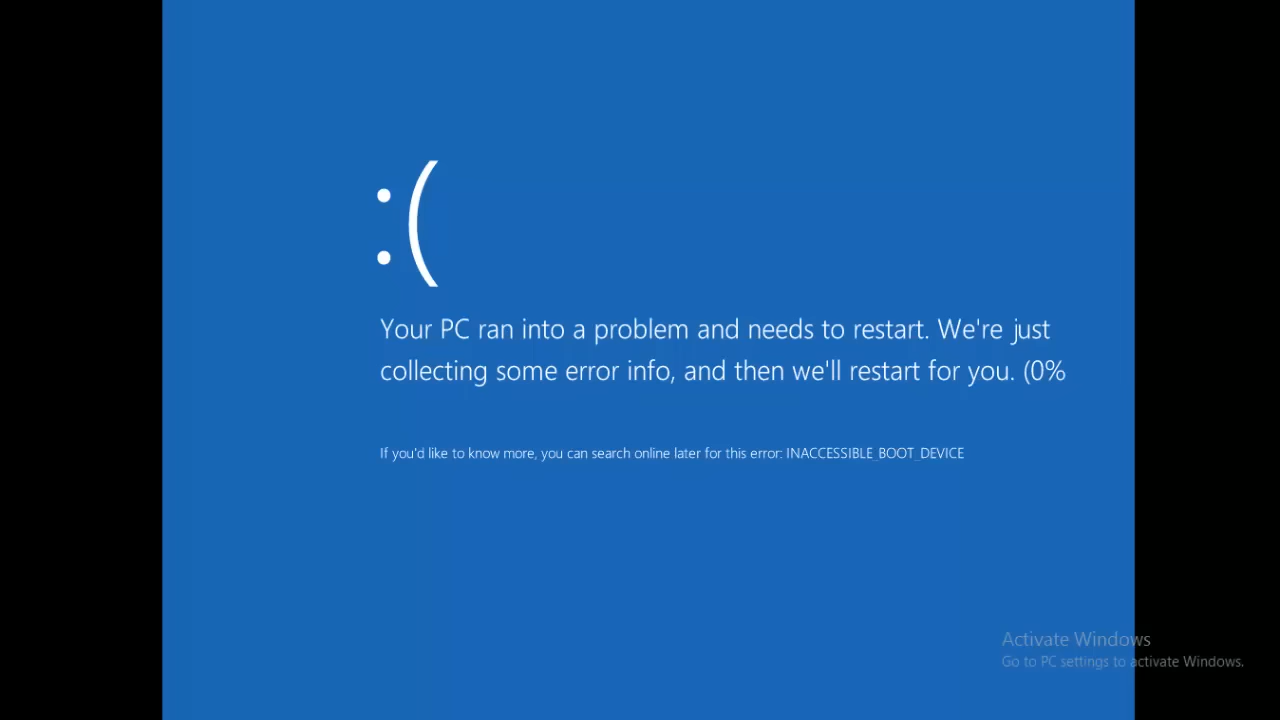 :(
Your PC ran into a problem and needs to restart. We're just
collecting some error info, and then we'll restart for you. (0%
If you'd like to know more, you can search online later for this error: INACCESSIBLE_BOOT_DEVICE
Activate Windows
Go to PC settings to activate Windows.